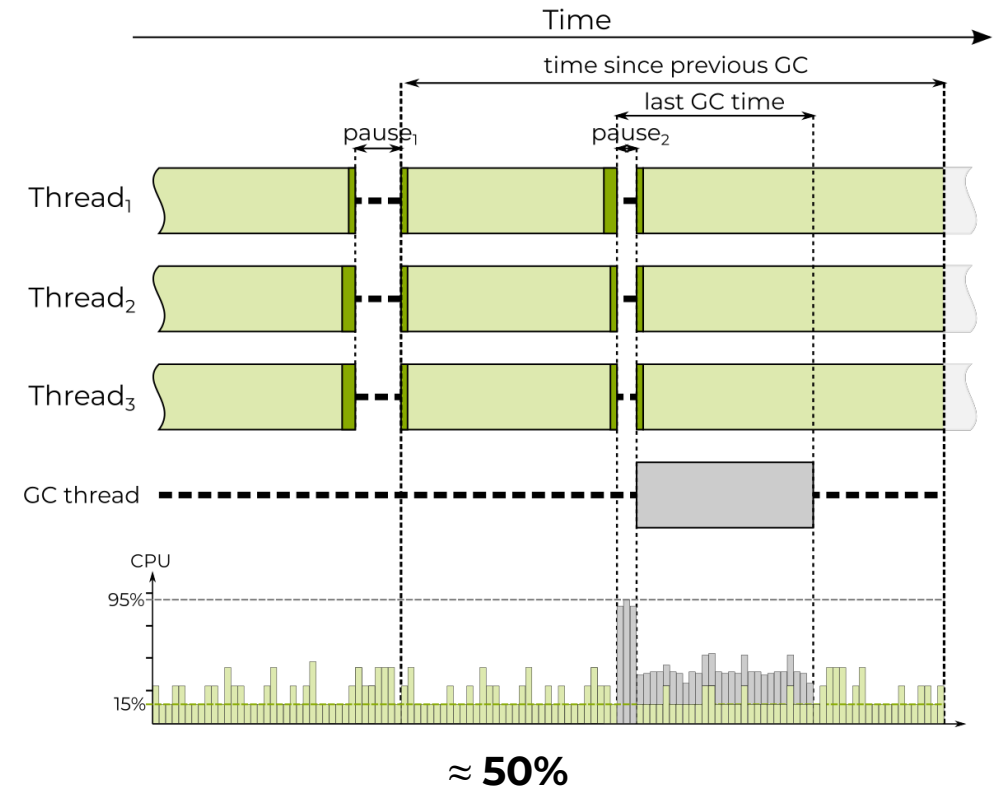 Time
time since previous GC
last GC time
pause₁
pause₂
Thread₁
Thread₂
Thread₃
GC thread
CPU
95%
15%
≈ 50%